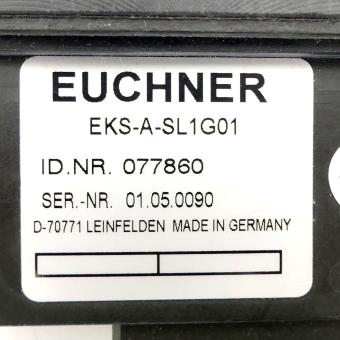 EUCHNER
EKS-A-SL1G01
ID.NR. 077860
SER.-NR. 01.05.0090
D-70771 LEINFELDEN MADE IN GERMANY